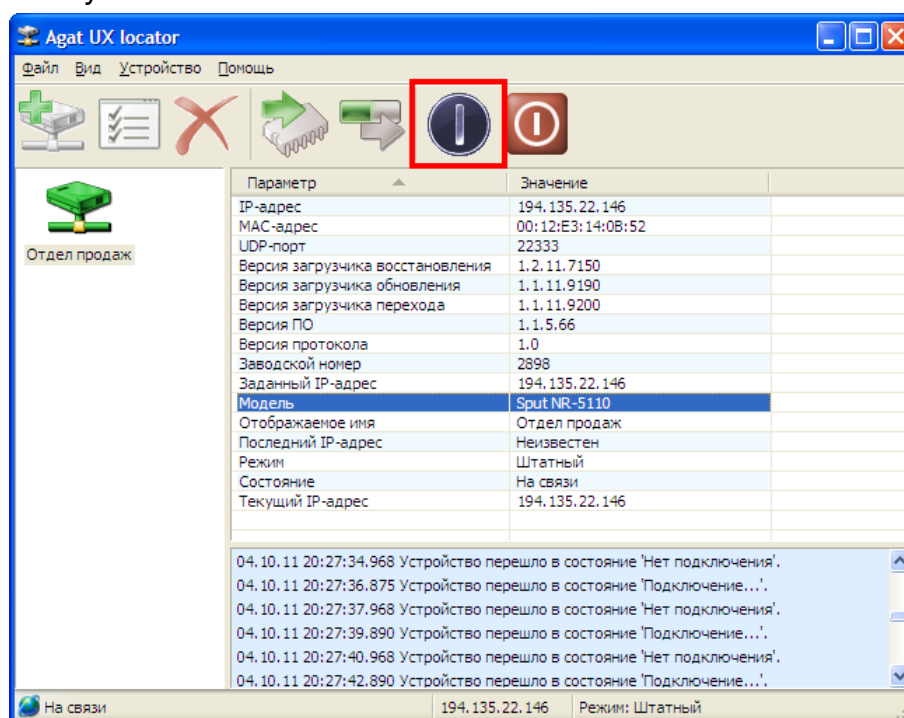 Agat UX locator
Файл Вид Устройство Помощь
Параметр Значение
IP-адрес 194.135.22.146
MAC-адрес 00:12:E3:14:0B:52
UDP-порт 22333
Версия загрузчика восстановления 1.2.11.7150
Версия загрузчика обновления 1.1.11.9190
Версия загрузчика перехода 1.1.11.9200
Версия ПО 1.1.5.66
Версия протокола 1.0
Заводской номер 2898
Заданный IP-адрес 194.135.22.146
Модель Sput NR-5110
Отображаемое имя Отдел продаж
Последний IP-адрес Неизвестен
Режим Штатный
Состояние На связи
Текущий IP-адрес 194.135.22.146
Отдел продаж
04.10.11 20:27:34.968 Устройство перешло в состояние 'Нет подключения'.
04.10.11 20:27:36.875 Устройство перешло в состояние 'Подключение...'.
04.10.11 20:27:37.968 Устройство перешло в состояние 'Нет подключения'.
04.10.11 20:27:39.890 Устройство перешло в состояние 'Подключение...'.
04.10.11 20:27:40.968 Устройство перешло в состояние 'Нет подключения'.
04.10.11 20:27:42.890 Устройство перешло в состояние 'Подключение...'.
На связи 194.135.22.146 Режим: Штатный